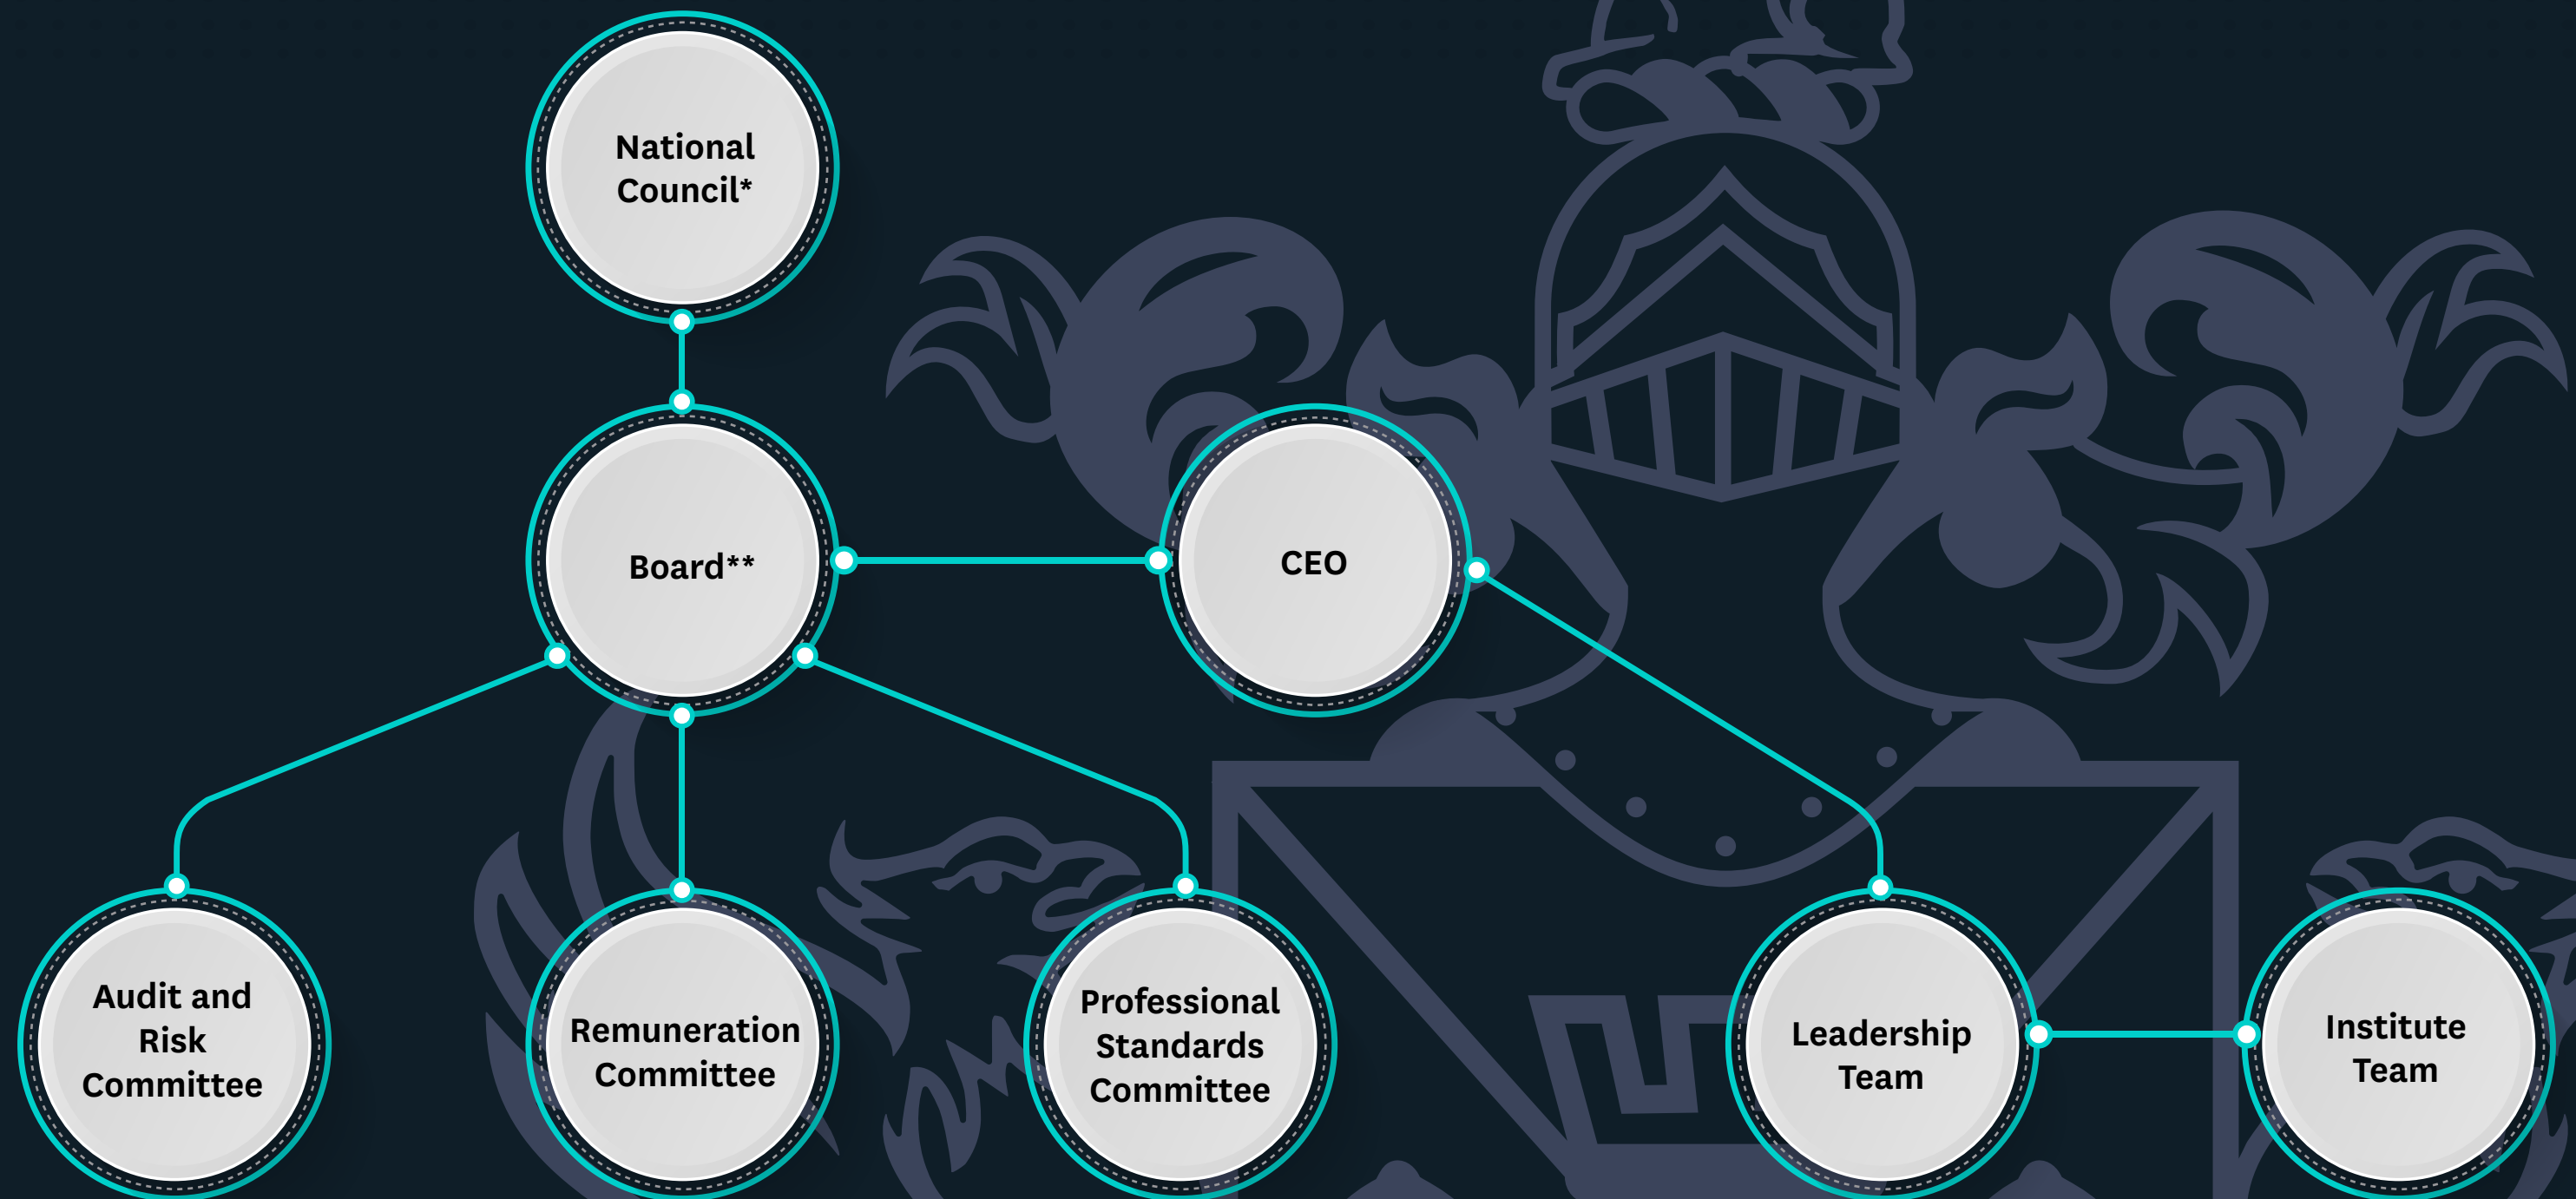 National
Council*
Board**
CEO
Audit and
Risk
Committee
Remuneration
Committee
Professional
Standards
Committee
Leadership
Team
Institute
Team